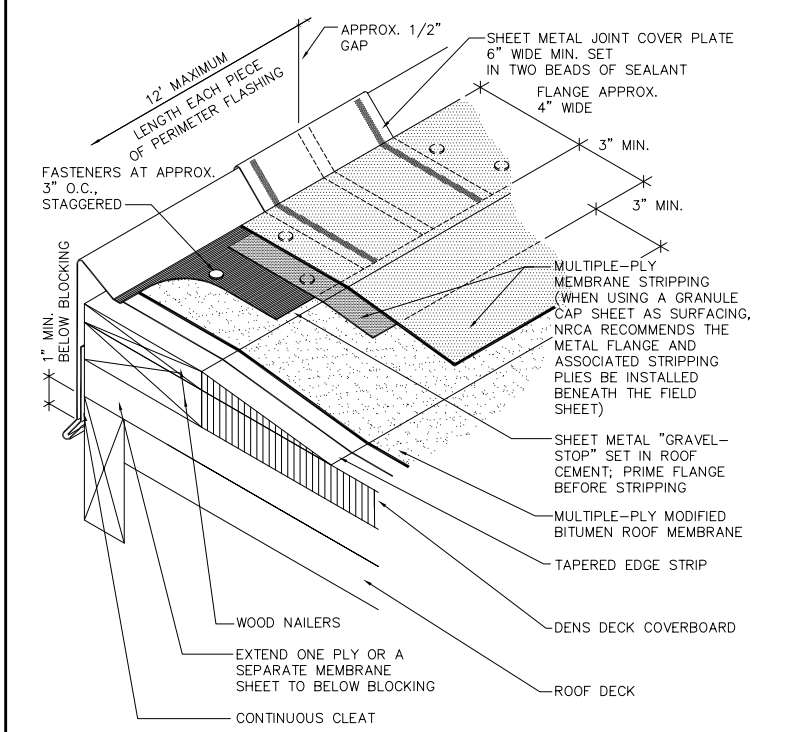 APPROX. 1/2"
GAP
12' MAXIMUM
LENGTH EACH PIECE
OF PERIMETER FLASHING
SHEET METAL JOINT COVER PLATE
6" WIDE MIN. SET
IN TWO BEADS OF SEALANT
FLANGE APPROX.
4" WIDE
3" MIN.
3" MIN.
FASTENERS AT APPROX.
3" O.C.,
STAGGERED
1" MIN.
BELOW BLOCKING
MULTIPLE-PLY
MEMBRANE STRIPPING
(WHEN USING A GRANULE
CAP SHEET AS SURFACING,
NRCA RECOMMENDS THE
METAL FLANGE AND
ASSOCIATED STRIPPING
PLIES BE INSTALLED
BENEATH THE FIELD
SHEET)
SHEET METAL "GRAVEL-
STOP" SET IN ROOF
CEMENT; PRIME FLANGE
BEFORE STRIPPING
MULTIPLE-PLY MODIFIED
BITUMEN ROOF MEMBRANE
TAPERED EDGE STRIP
DENS DECK COVERBOARD
ROOF DECK
WOOD NAILERS
EXTEND ONE PLY OR A
SEPARATE MEMBRANE
SHEET TO BELOW BLOCKING
CONTINUOUS CLEAT